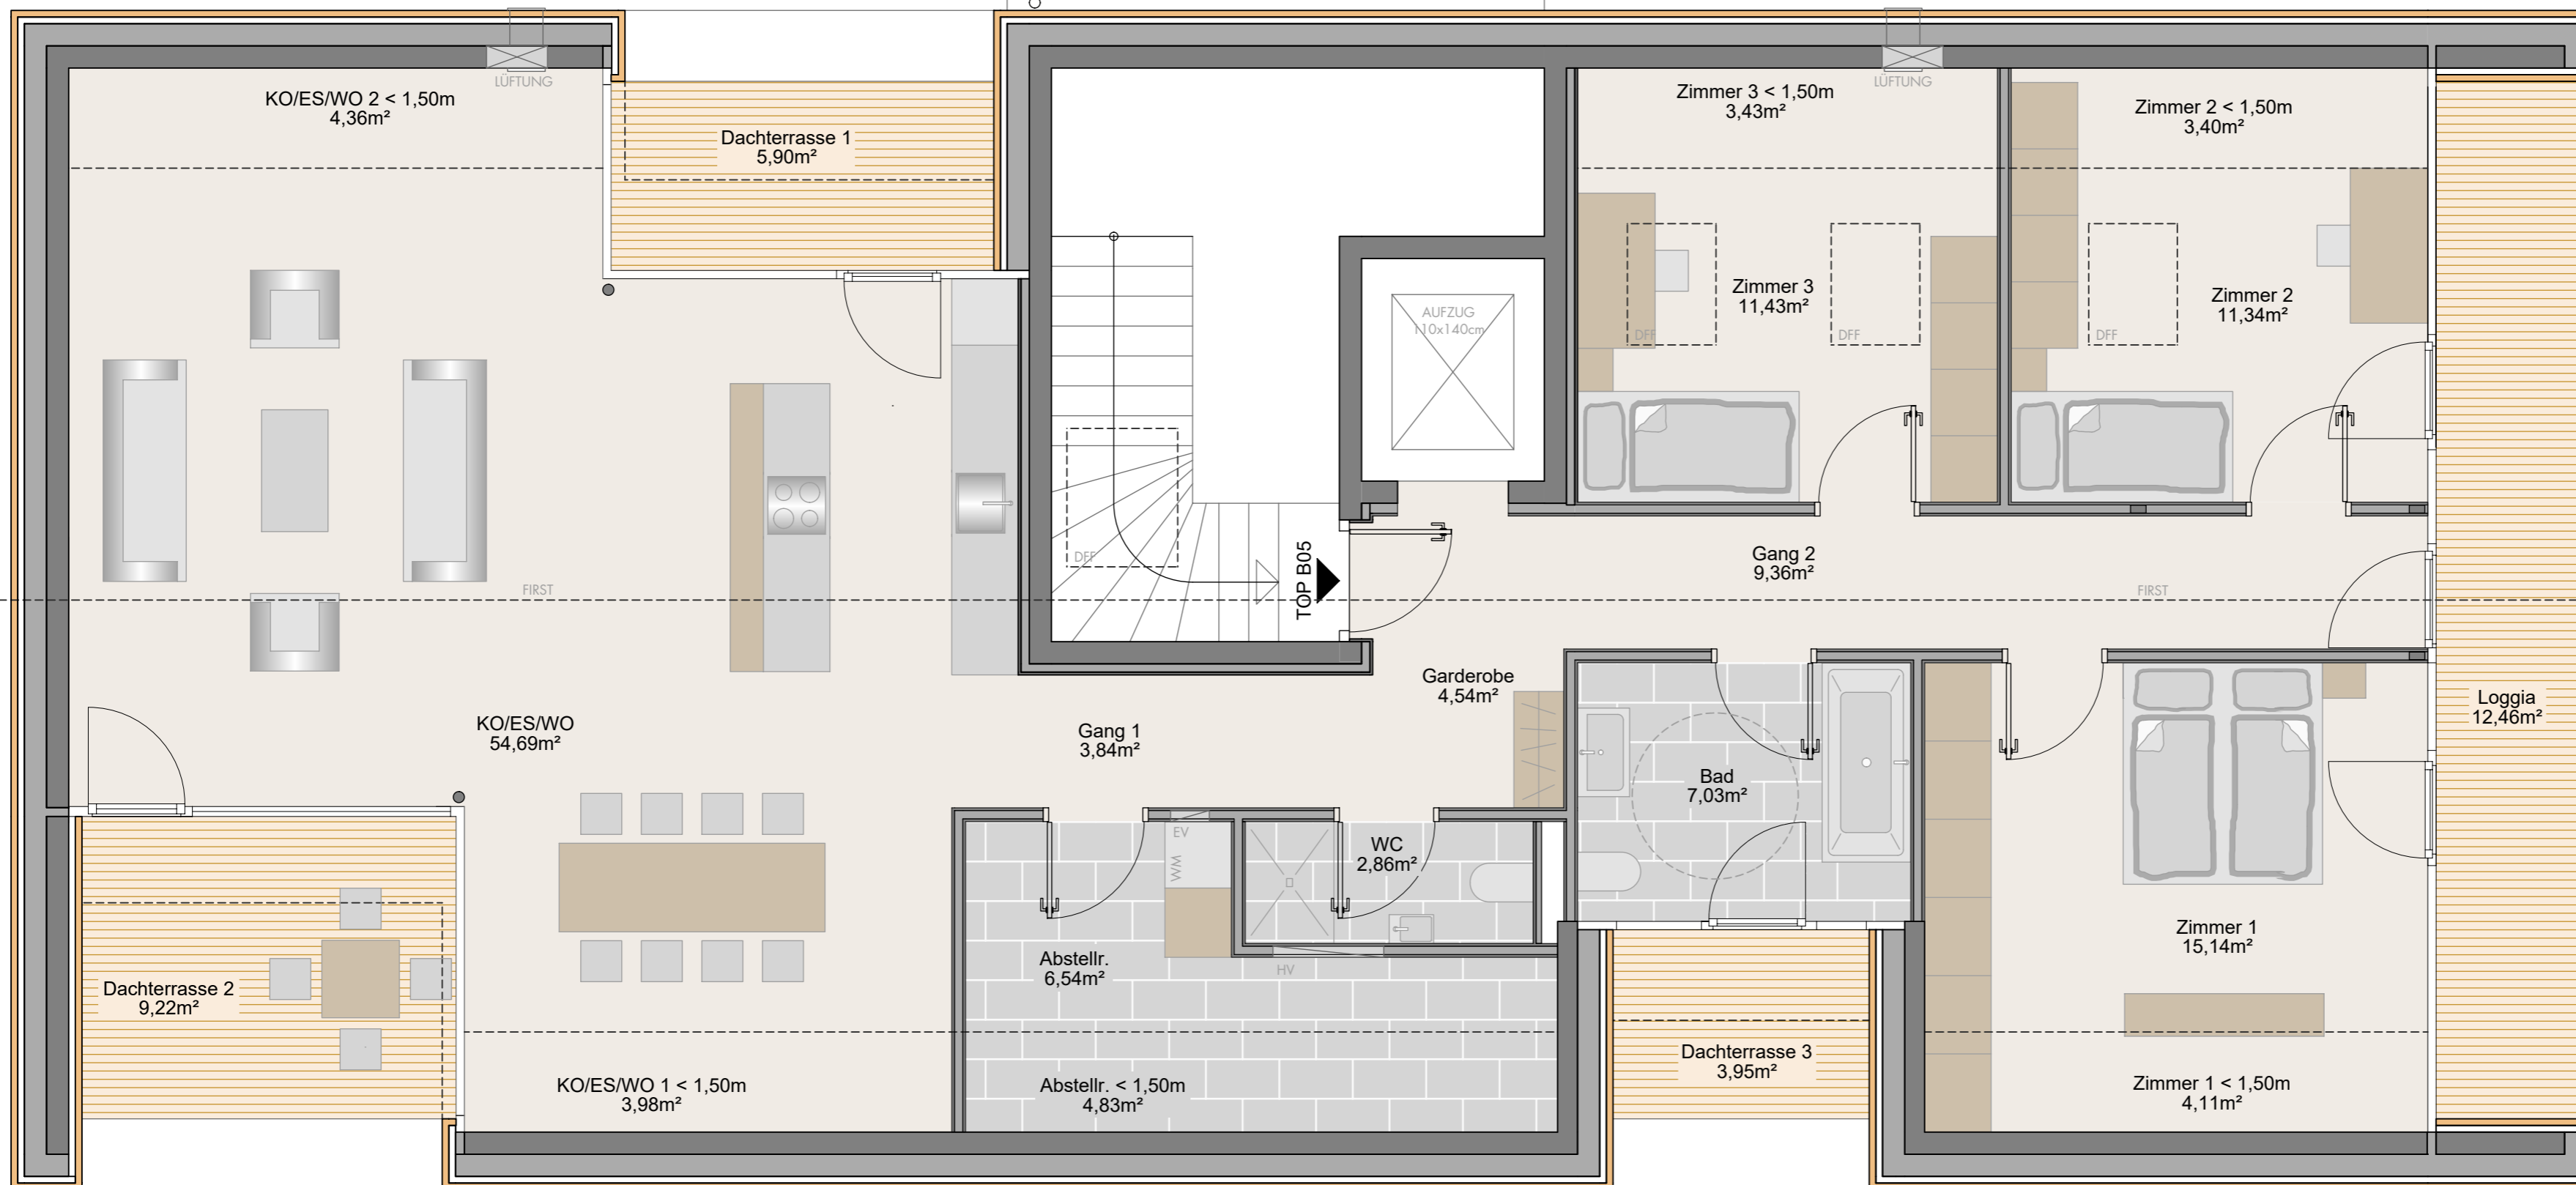 LÜFTUNG
LÜFTUNG
KO/ES/WO 2 < 1,50m
4,36m²
Dachterrasse 1
5,90m²
Zimmer 3 < 1,50m
3,43m²
Zimmer 2 < 1,50m
3,40m²
Zimmer 3
11,43m²
Zimmer 2
11,34m²
AUFZUG
110x140cm
DFF
DFF
DFF
DFF
TOP B05
Gang 2
9,36m²
FIRST
FIRST
Garderobe
4,54m²
KO/ES/WO
54,69m²
Gang 1
3,84m²
Bad
7,03m²
Loggia
12,46m²
EV
WC
2,86m²
Abstellr.
6,54m²
HV
Zimmer 1
15,14m²
Dachterrasse 2
9,22m²
Dachterrasse 3
3,95m²
KO/ES/WO 1 < 1,50m
3,98m²
Abstellr. < 1,50m
4,83m²
Zimmer 1 < 1,50m
4,11m²